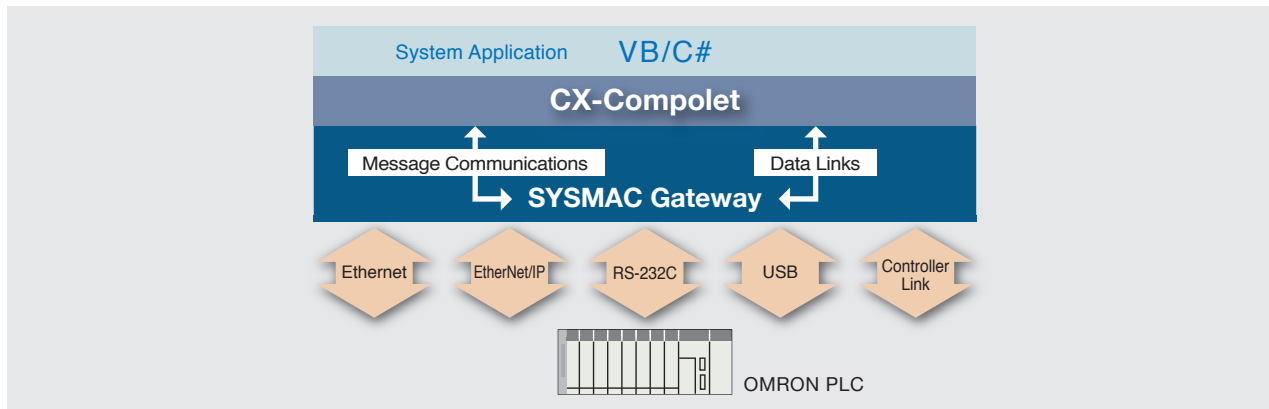 System Application VB/C#
CX-Compolet
Message Communications
Data Links
SYSMAC Gateway
Ethernet
EtherNet/IP
RS-232C
USB
Controller
Link
OMRON PLC